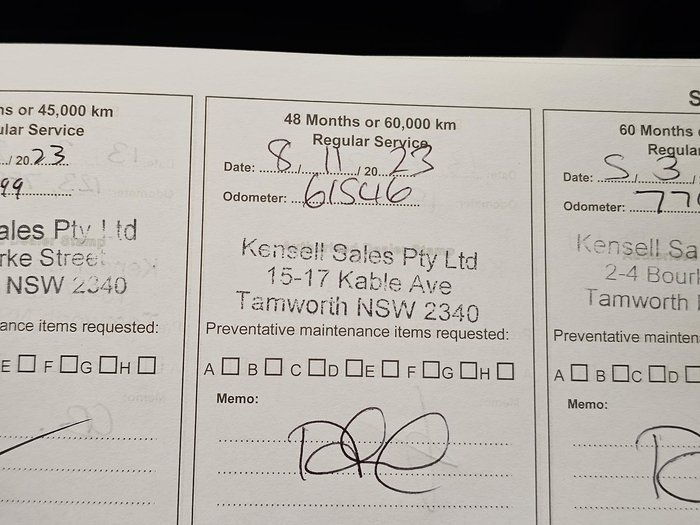 hs or 45,000 km
ular Service
/ 20 23
99
ales Pty Ltd
rke Street
NSW 2340
ance items requested:
E F G H
48 Months or 60,000 km
Regular Service
Date: 8 / 11 / 20 23
Odometer: 61546
Kensell Sales Pty Ltd
15-17 Kable Ave
Tamworth NSW 2340
Preventative maintenance items requested:
A B C D E F G H
Memo:
S
60 Months
Regular
Date: 5 / 3 /
Odometer: 77
Kensell Sa
2-4 Bourk
Tamworth
Preventative mainten
A B C D
Memo: